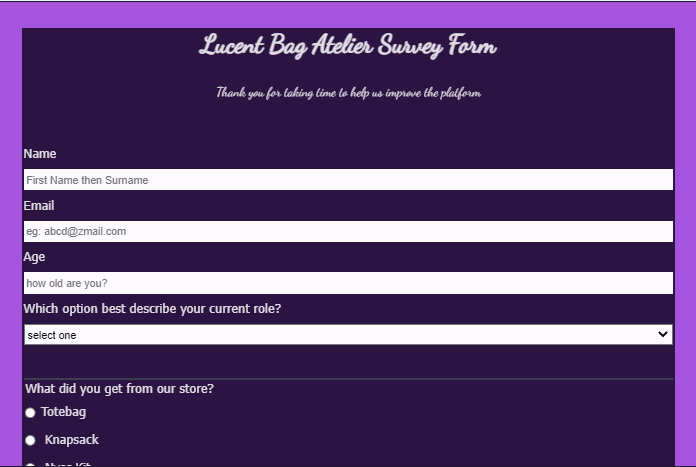 Lucent Bag Atelier Survey Form
Thank you for taking time to help us improve the platform
Name
First Name then Surname
Email
eg: abcd@zmail.com
Age
how old are you?
Which option best describe your current role?
select one
What did you get from our store?
Totebag
Knapsack